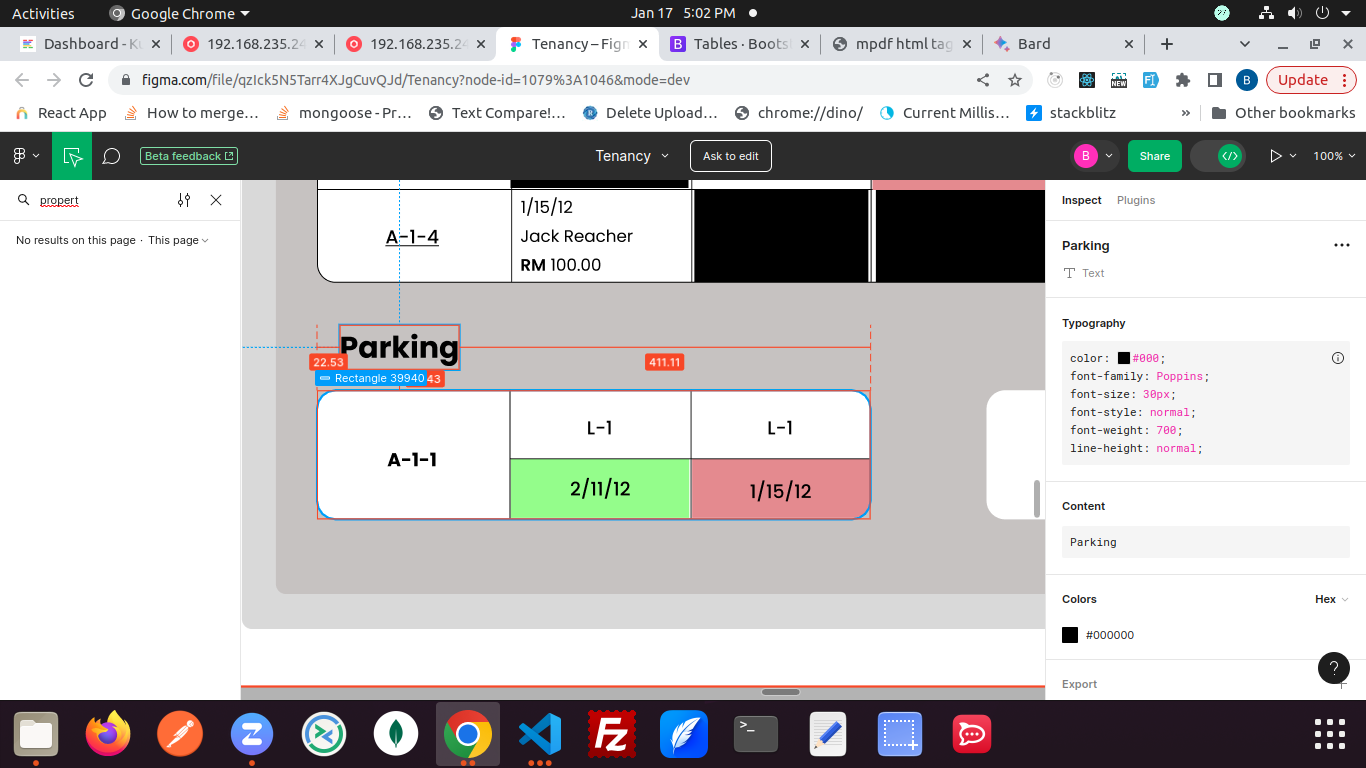 Activities
Google Chrome
Jan 17 5:02 PM
Dashboard - Ku
192.168.235.24
192.168.235.24
Tenancy – Figm
Tables · Bootst
mpdf html tag
Bard
figma.com/file/qzIck5N5Tarr4XJgCuvQJd/Tenancy?node-id=1079%3A1046&mode=dev
NEW
B
Update
React App
How to merge…
mongoose - Pr…
Text Compare!…
Delete Upload…
chrome://dino/
Current Millis…
stackblitz
»
Other bookmarks
Beta feedback
Tenancy
Ask to edit
B
Share
</>
100%
propert
No results on this page · This page
A-1-4
1/15/12
Jack Reacher
RM 100.00
Parking
22.53
411.11
Rectangle 39940
43
A-1-1
L-1
L-1
2/11/12
1/15/12
Inspect
Plugins
Parking
Text
Typography
color: #000;
font-family: Poppins;
font-size: 30px;
font-style: normal;
font-weight: 700;
line-height: normal;
Content
Parking
Colors
Hex
#000000
Export
?